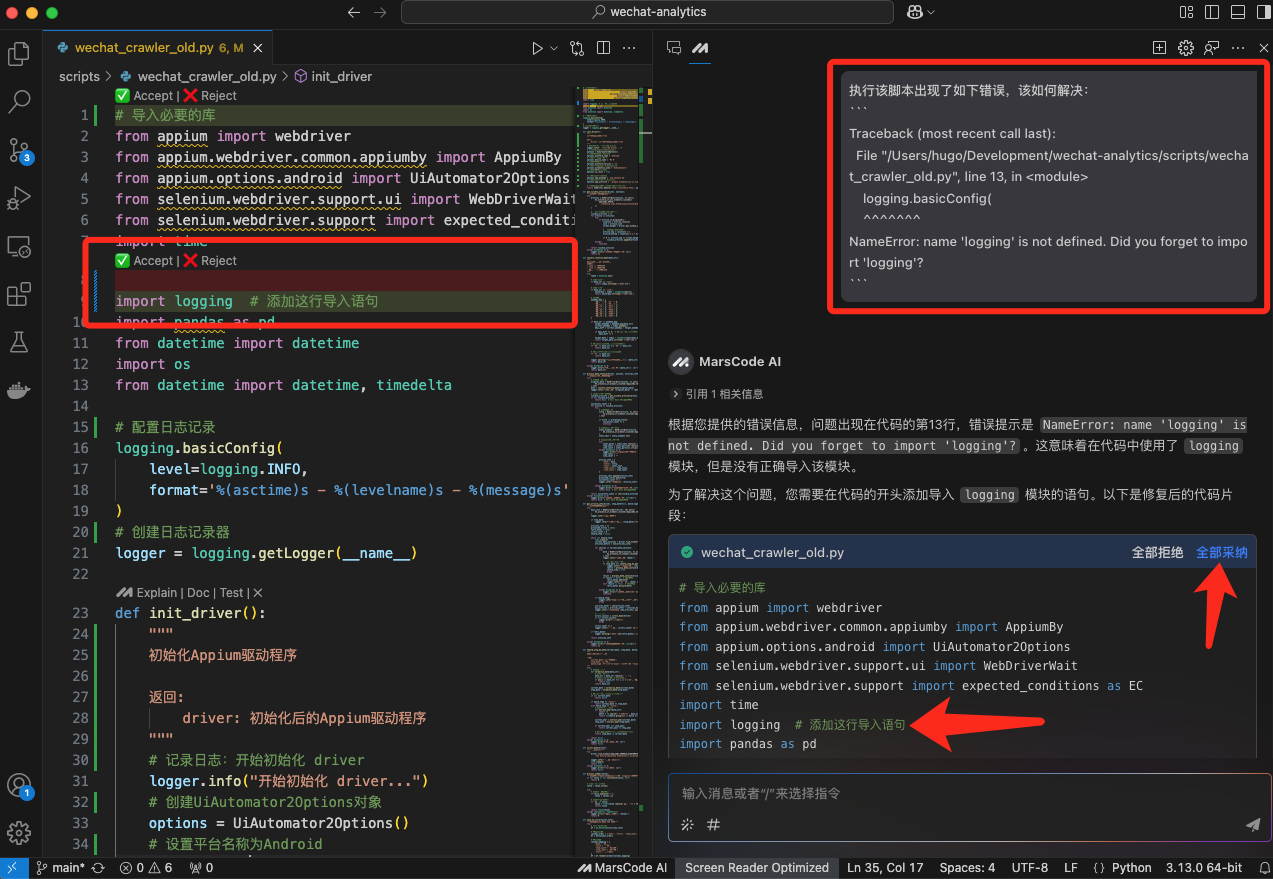 wechat-analytics
wechat_crawler_old.py 6, M
scripts > wechat_crawler_old.py > init_driver
Accept | Reject
1 # 导入必要的库
2 from appium import webdriver
3 from appium.webdriver.common.appiumby import AppiumBy
4 from appium.options.android import UiAutomator2Options
5 from selenium.webdriver.support.ui import WebDriverWait
6 from selenium.webdriver.support import expected_conditi
7 import time
Accept | Reject
import logging # 添加这行导入语句
10 import pandas as pd
11 from datetime import datetime
12 import os
13 from datetime import datetime, timedelta
14
15 # 配置日志记录
16 logging.basicConfig(
17 level=logging.INFO,
18 format='%(asctime)s - %(levelname)s - %(message)s'
19 )
20 # 创建日志记录器
21 logger = logging.getLogger(__name__)
22
Explain | Doc | Test |
23 def init_driver():
24 """
25 初始化Appium驱动程序
26
27 返回:
28 driver: 初始化后的Appium驱动程序
29 """
30 # 记录日志：开始初始化 driver
31 logger.info("开始初始化 driver...")
32 # 创建UiAutomator2Options对象
33 options = UiAutomator2Options()
34 # 设置平台名称为Android
3
1
执行该脚本出现了如下错误，该如何解决：
```
Traceback (most recent call last):
File "/Users/hugo/Development/wechat-analytics/scripts/wecha
t_crawler_old.py", line 13, in <module>
logging.basicConfig(
^^^^^^^
NameError: name 'logging' is not defined. Did you forget to impo
rt 'logging'?
```
MarsCode AI
引用 1 相关信息
根据您提供的错误信息，问题出现在代码的第13行，错误提示是 NameError: name 'logging' is
not defined. Did you forget to import 'logging'? 。这意味着在代码中使用了 logging
模块，但是没有正确导入该模块。
为了解决这个问题，您需要在代码的开头添加导入 logging 模块的语句。以下是修复后的代码片
段：
wechat_crawler_old.py 全部拒绝 全部采纳
# 导入必要的库
from appium import webdriver
from appium.webdriver.common.appiumby import AppiumBy
from appium.options.android import UiAutomator2Options
from selenium.webdriver.support.ui import WebDriverWait
from selenium.webdriver.support import expected_conditions as EC
import time
import logging # 添加这行导入语句
import pandas as pd
输入消息或者“/”来选择指令
main* 0 6 0 MarsCode AI Screen Reader Optimized Ln 35, Col 17 Spaces: 4 UTF-8 LF {} Python 3.13.0 64-bit